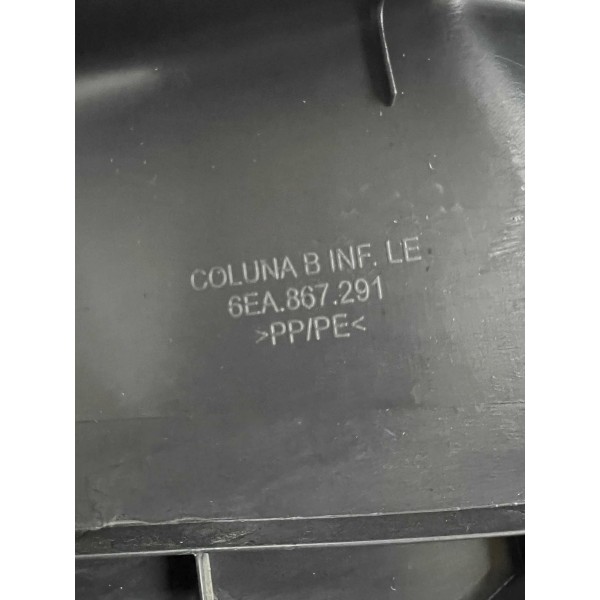 COLUNA B INF. LE
6EA.867.291
>PP/PE<